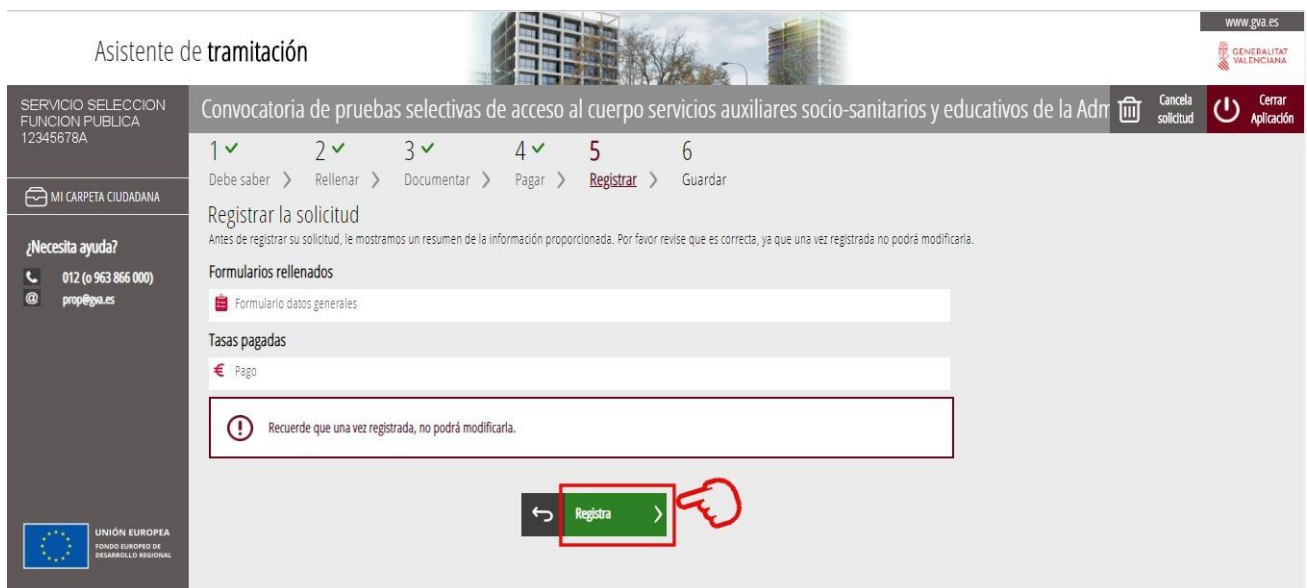 www.gva.es
Asistente de tramitación
GENERALITAT
VALENCIANA
SERVICIO SELECCION
FUNCION PUBLICA
12345678A
Convocatoria de pruebas selectivas de acceso al cuerpo servicios auxiliares socio-sanitarios y educativos de la Adm
Cancela
solicitud
Cerrar
Aplicación
1 2 3 4 5 6
Debe saber Rellenar Documentar Pagar Registrar Guardar
MI CARPETA CIUDADANA
Registrar la solicitud
Antes de registrar su solicitud, le mostramos un resumen de la información proporcionada. Por favor revise que es correcta, ya que una vez registrada no podrá modificarla.
¿Necesita ayuda?
012 (o 963 866 000)
@ prop@gva.es
Formularios rellenados
Formulario datos generales
Tasas pagadas
€ Pago
Recuerde que una vez registrada, no podrá modificarla.
Registra
UNIÓN EUROPEA
FONDO EUROPEO DE
DESARROLLO REGIONAL